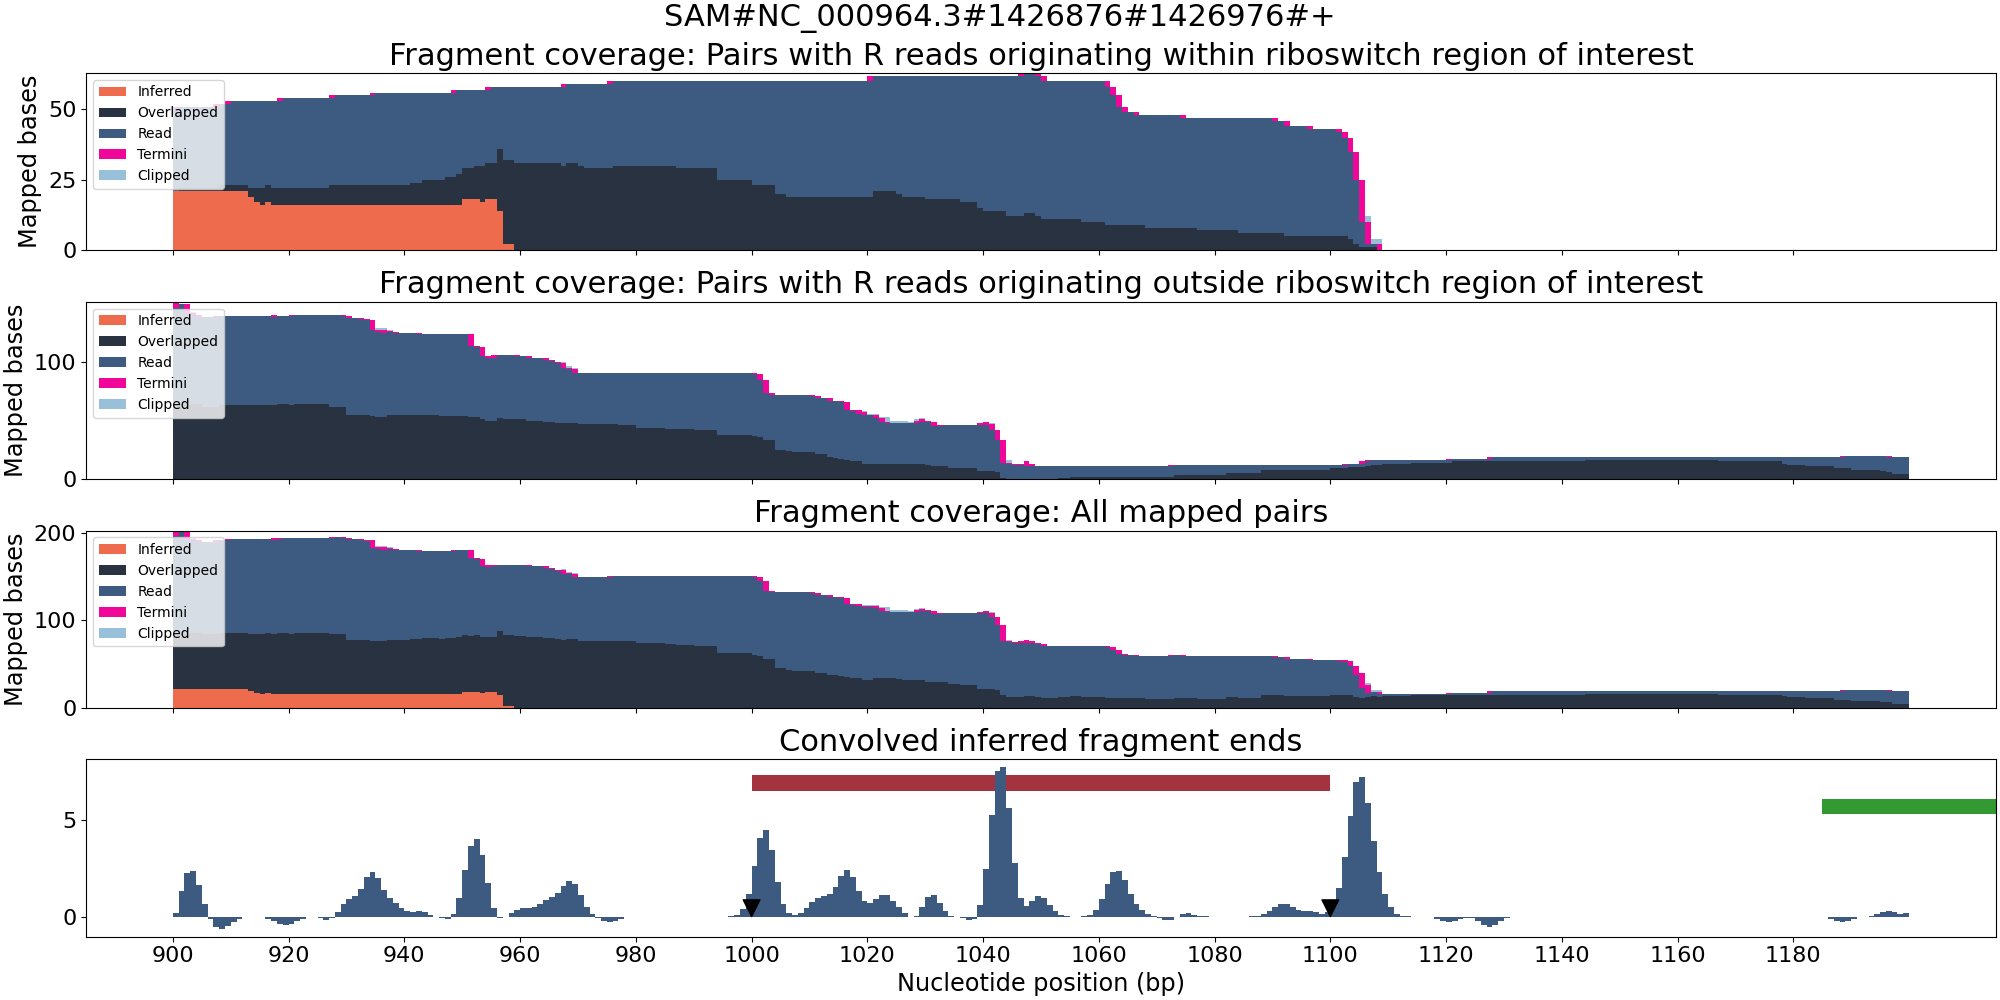 SAM#NC_000964.3#1426876#1426976#+
Fragment coverage: Pairs with R reads originating within riboswitch region of interest
Mapped bases
50
25
0
Inferred
Overlapped
Read
Termini
Clipped
Fragment coverage: Pairs with R reads originating outside riboswitch region of interest
Mapped bases
100
0
Inferred
Overlapped
Read
Termini
Clipped
Fragment coverage: All mapped pairs
Mapped bases
200
100
0
Inferred
Overlapped
Read
Termini
Clipped
Convolved inferred fragment ends
5
0
900 920 940 960 980 1000 1020 1040 1060 1080 1100 1120 1140 1160 1180
Nucleotide position (bp)